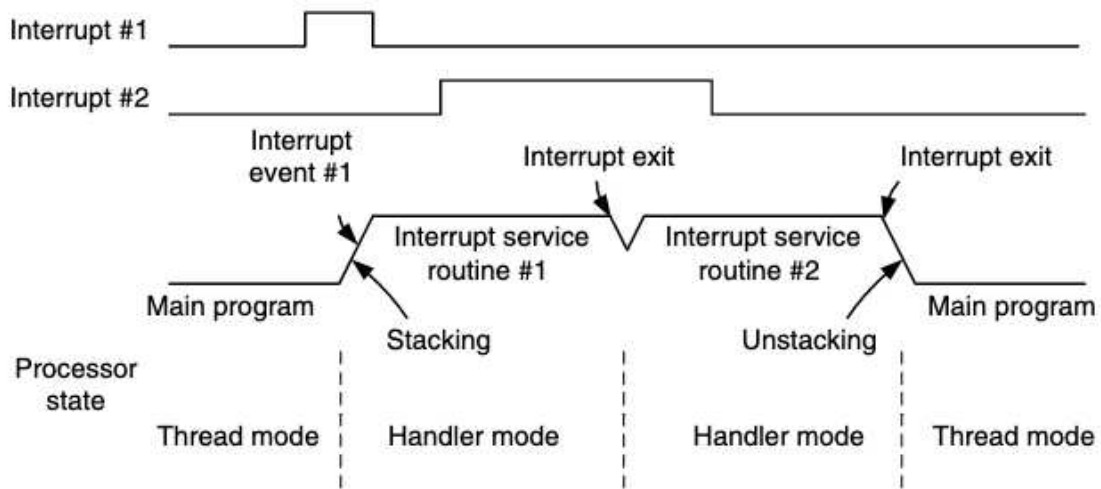 Interrupt #1
Interrupt #2
Interrupt
event #1
Interrupt exit
Interrupt exit
Interrupt service
routine #1
Interrupt service
routine #2
Main program
Stacking
Unstacking
Main program
Processor
state
Thread mode
Handler mode
Handler mode
Thread mode